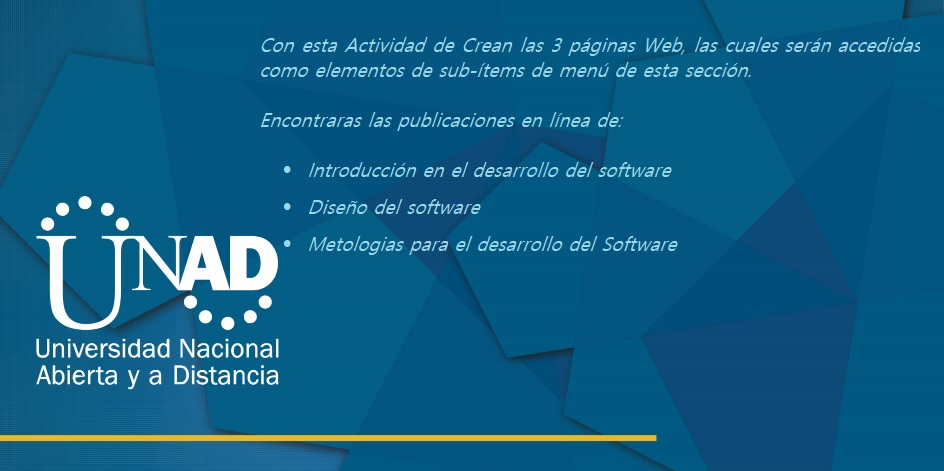 Con esta Actividad de Crean las 3 páginas Web, las cuales serán accedidas
como elementos de sub-ítems de menú de esta sección.
Encontraras las publicaciones en línea de:
• Introducción en el desarrollo del software
• Diseño del software
• Metologias para el desarrollo del Software
UNAD
Universidad Nacional
Abierta y a Distancia